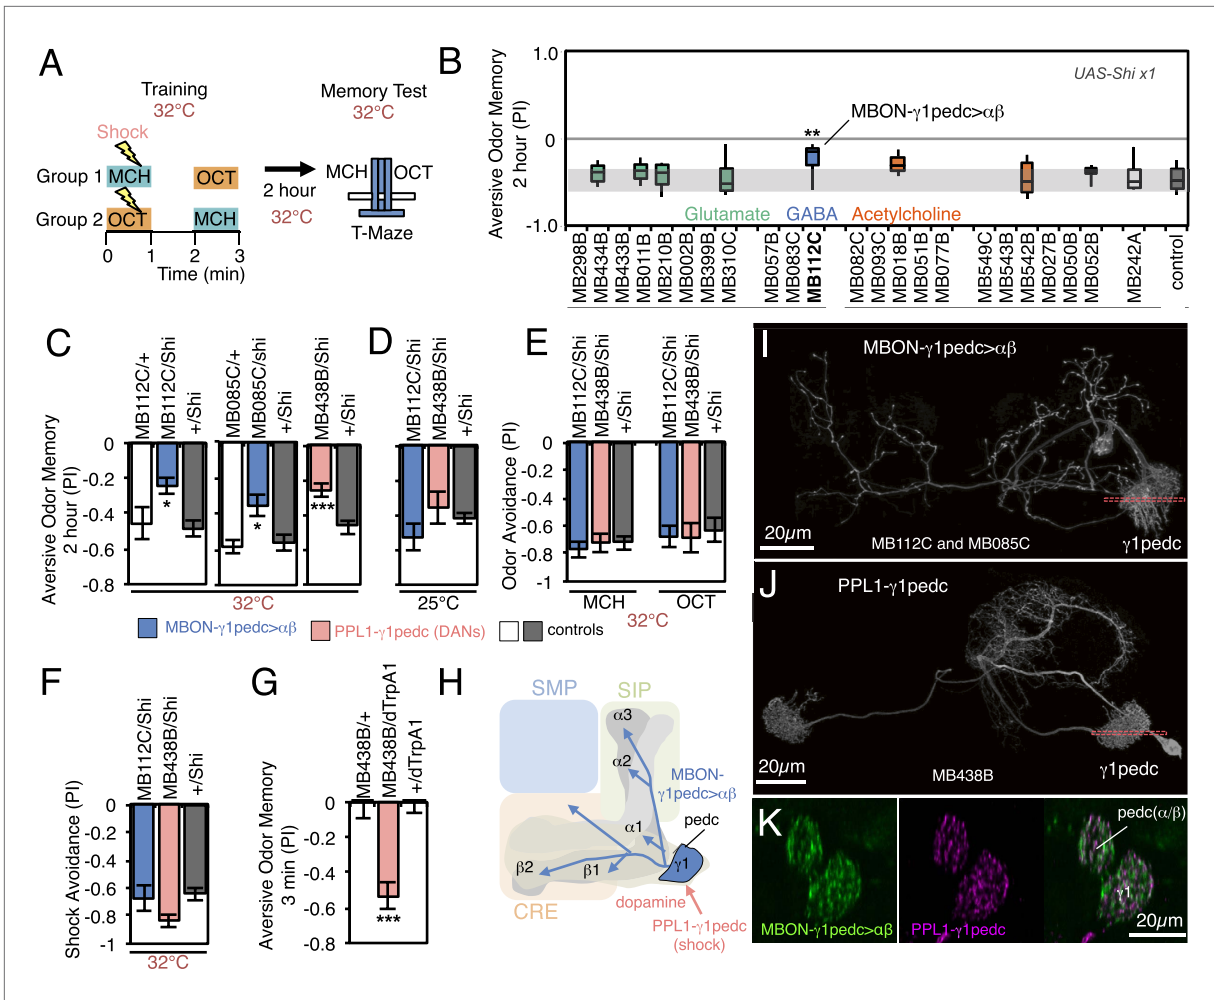 A
Training
32°C
Shock
Group 1
MCH
OCT
Group 2
OCT
MCH
0
1
2
3
Time (min)
2 hour
32°C
Memory Test
32°C
MCH
OCT
T-Maze
B
Aversive Odor Memory
2 hour (PI)
1.0
0
-1.0
UAS-Shi x1
MBON-γ1pedc>αβ
**
Glutamate
GABA
Acetylcholine
MB298B
MB434B
MB433B
MB011B
MB210B
MB002B
MB399B
MB310C
MB057B
MB083C
MB112C
MB082C
MB093C
MB018B
MB051B
MB077B
MB549C
MB543B
MB542B
MB027B
MB050B
MB052B
MB242A
control
C
Aversive Odor Memory
2 hour (PI)
0
-0.2
-0.4
-0.6
-0.8
MB112C/+
MB112C/Shi
+/Shi
MB085C/+
MB085C/shi
+/Shi
MB438B/Shi
+/Shi
*
*
***
32°C
D
MB112C/Shi
MB438B/Shi
+/Shi
25°C
E
Odor Avoidance (PI)
0
-0.2
-0.4
-0.6
-0.8
-1
MB112C/Shi
MB438B/Shi
+/Shi
MB112C/Shi
MB438B/Shi
+/Shi
MCH
OCT
32°C
MBON-γ1pedc>αβ
PPL1-γ1pedc (DANs)
controls
F
Shock Avoidance (PI)
0
-0.2
-0.4
-0.6
-0.8
-1
MB112C/Shi
MB438B/Shi
+/Shi
32°C
G
Aversive Odor Memory
3 min (PI)
0
-0.2
-0.4
-0.6
-0.8
MB438B/+
MB438B/dTrpA1
+/dTrpA1
***
H
SMP
SIP
CRE
α3
α2
α1
β2
β1
γ1
MBON-
γ1pedc>αβ
pedc
dopamine
PPL1-γ1pedc
(shock)
I
MBON-γ1pedc>αβ
20µm
MB112C and MB085C
γ1pedc
J
PPL1-γ1pedc
20µm
MB438B
γ1pedc
K
MBON-γ1pedc>αβ
PPL1-γ1pedc
pedc(α/β)
γ1
20µm